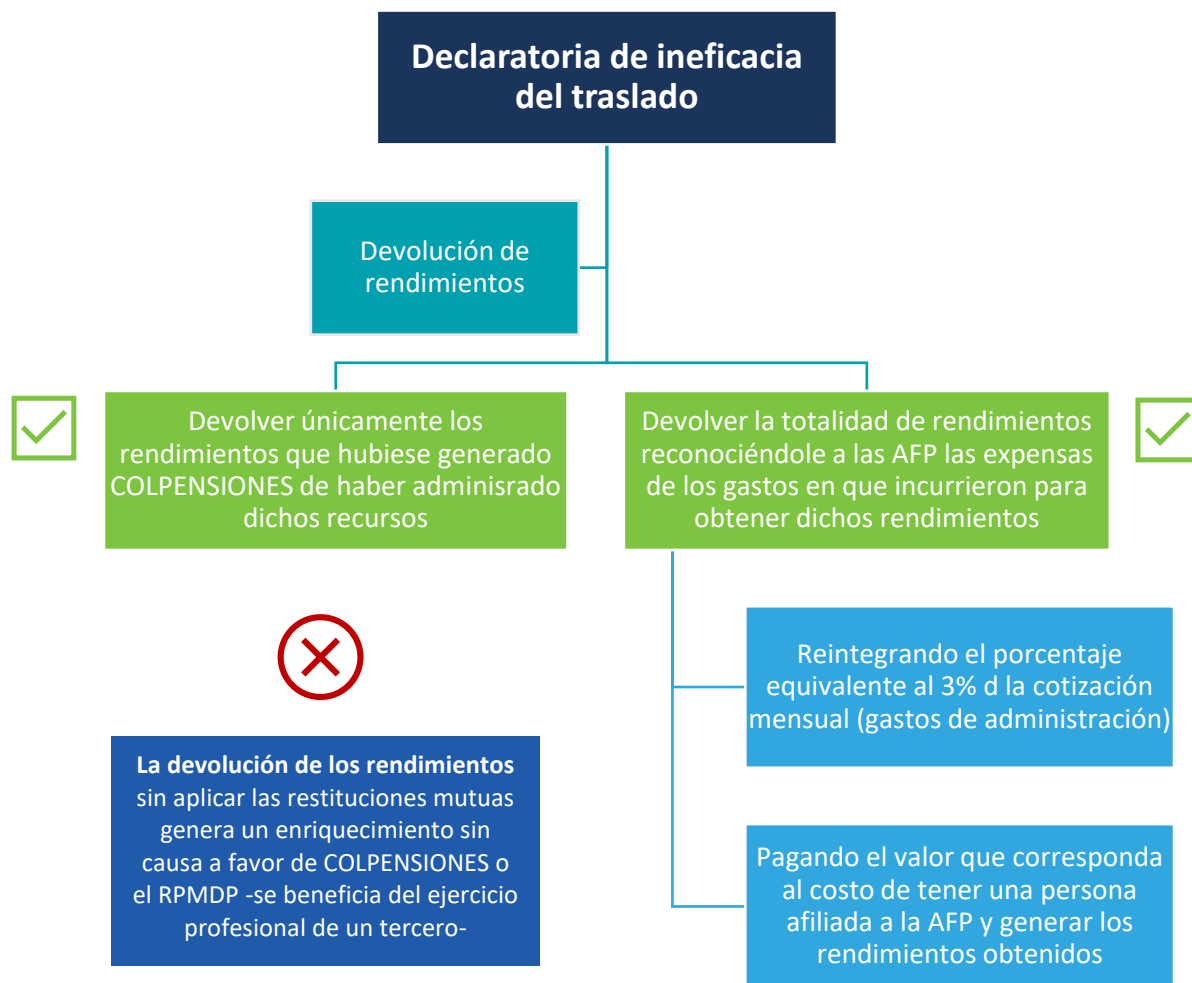 Declaratoria de ineficacia
del traslado
Devolución de
rendimientos
Devolver únicamente los
rendimientos que hubiese generado
COLPENSIONES de haber adminisrado
dichos recursos
Devolver la totalidad de rendimientos
reconociéndole a las AFP las expensas
de los gastos en que incurrieron para
obtener dichos rendimientos
La devolución de los rendimientos
sin aplicar las restituciones mutuas
genera un enriquecimiento sin
causa a favor de COLPENSIONES o
el RPMDP -se beneficia del ejercicio
profesional de un tercero-
Reintegrando el porcentaje
equivalente al 3% d la cotización
mensual (gastos de administración)
Pagando el valor que corresponda
al costo de tener una persona
afiliada a la AFP y generar los
rendimientos obtenidos